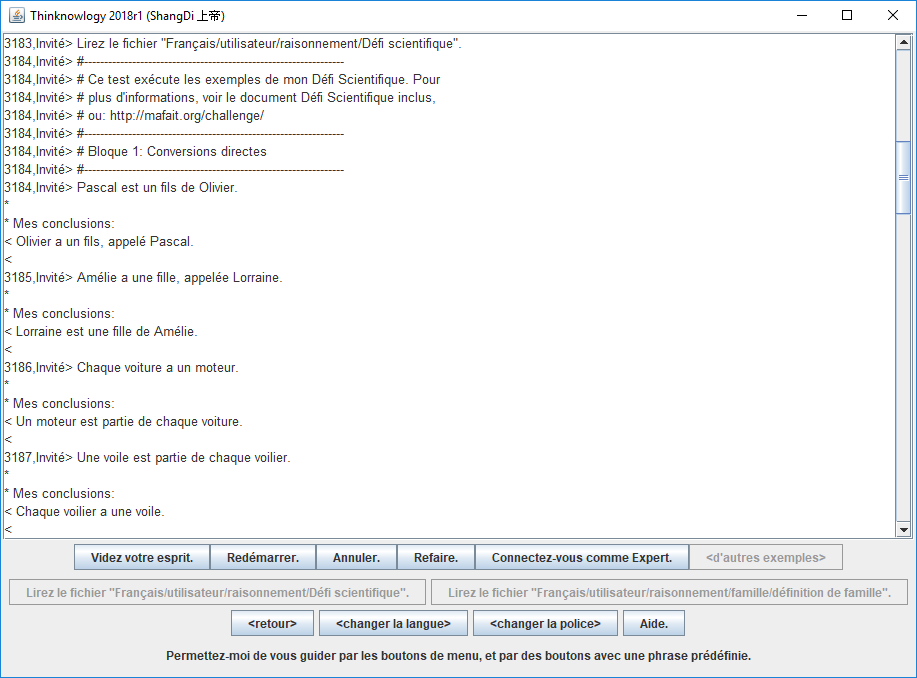 Thinknowlogy 2018r1 (ShangDi 上帝)
3183,Invité> Lirez le fichier "Français/utilisateur/raisonnement/Défi scientifique".
3184,Invité> #-----------------------------------------------------------------
3184,Invité> # Ce test exécute les exemples de mon Défi Scientifique. Pour
3184,Invité> # plus d'informations, voir le document Défi Scientifique inclus,
3184,Invité> # ou: http://mafait.org/challenge/
3184,Invité> #-----------------------------------------------------------------
3184,Invité> # Bloque 1: Conversions directes
3184,Invité> #-----------------------------------------------------------------
3184,Invité> Pascal est un fils de Olivier.
*
* Mes conclusions:
< Olivier a un fils, appelé Pascal.
<
3185,Invité> Amélie a une fille, appelée Lorraine.
*
* Mes conclusions:
< Lorraine est une fille de Amélie.
<
3186,Invité> Chaque voiture a un moteur.
*
* Mes conclusions:
< Un moteur est partie de chaque voiture.
<
3187,Invité> Une voile est partie de chaque voilier.
*
* Mes conclusions:
< Chaque voilier a une voile.
<
Videz votre esprit. Redémarrer. Annuler. Refaire. Connectez-vous comme Expert. <d'autres exemples>
Lirez le fichier "Français/utilisateur/raisonnement/Défi scientifique". Lirez le fichier "Français/utilisateur/raisonnement/famille/définition de famille".
<retour> <changer la langue> <changer la police> Aide.
Permettez-moi de vous guider par les boutons de menu, et par des boutons avec une phrase prédéfinie.